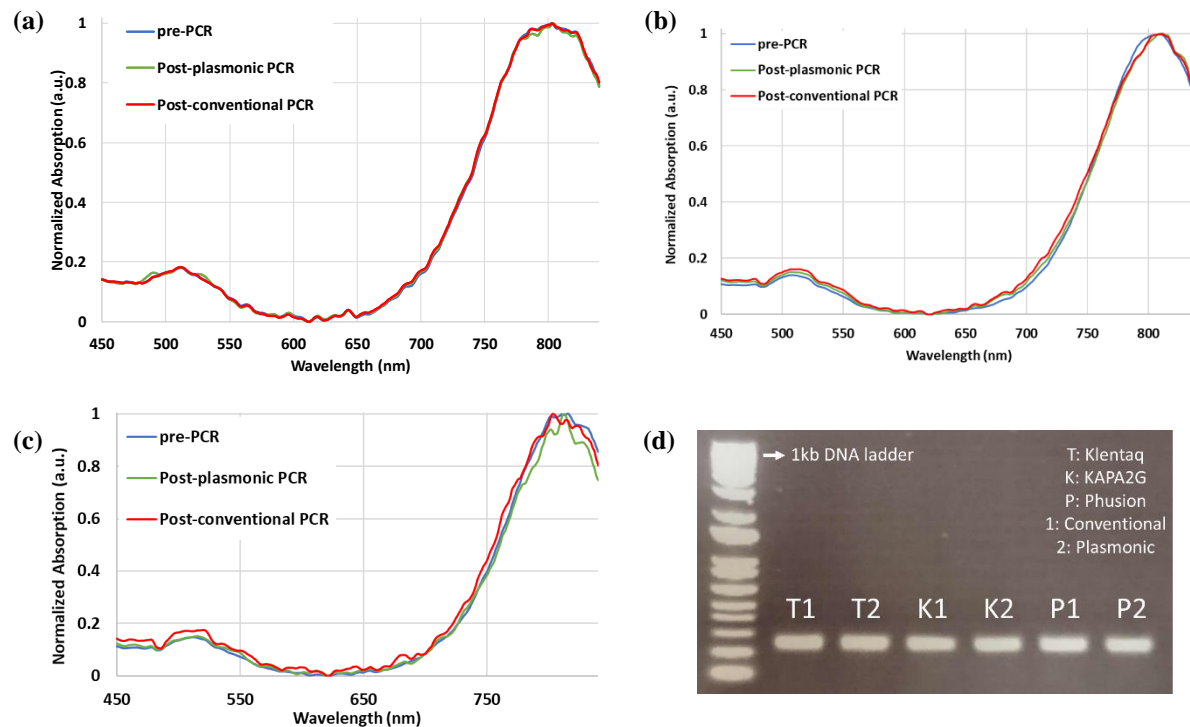 (a)
Normalized Absorption (a.u.)
1
0.8
0.6
0.4
0.2
0
pre-PCR
Post-plasmonic PCR
Post-conventional PCR
450 500 550 600 650 700 750 800
Wavelength (nm)
(b)
Normalized Absorption (a.u.)
1
0.8
0.6
0.4
0.2
0
pre-PCR
Post-plasmonic PCR
Post-conventional PCR
450 500 550 600 650 700 750 800
Wavelength (nm)
(c)
Normalized Absorption (a.u.)
1
0.8
0.6
0.4
0.2
0
pre-PCR
Post-plasmonic PCR
Post-conventional PCR
450 550 650 750
Wavelength (nm)
(d)
1kb DNA ladder
T: Klentaq
K: KAPA2G
P: Phusion
1: Conventional
2: Plasmonic
T1 T2 K1 K2 P1 P2